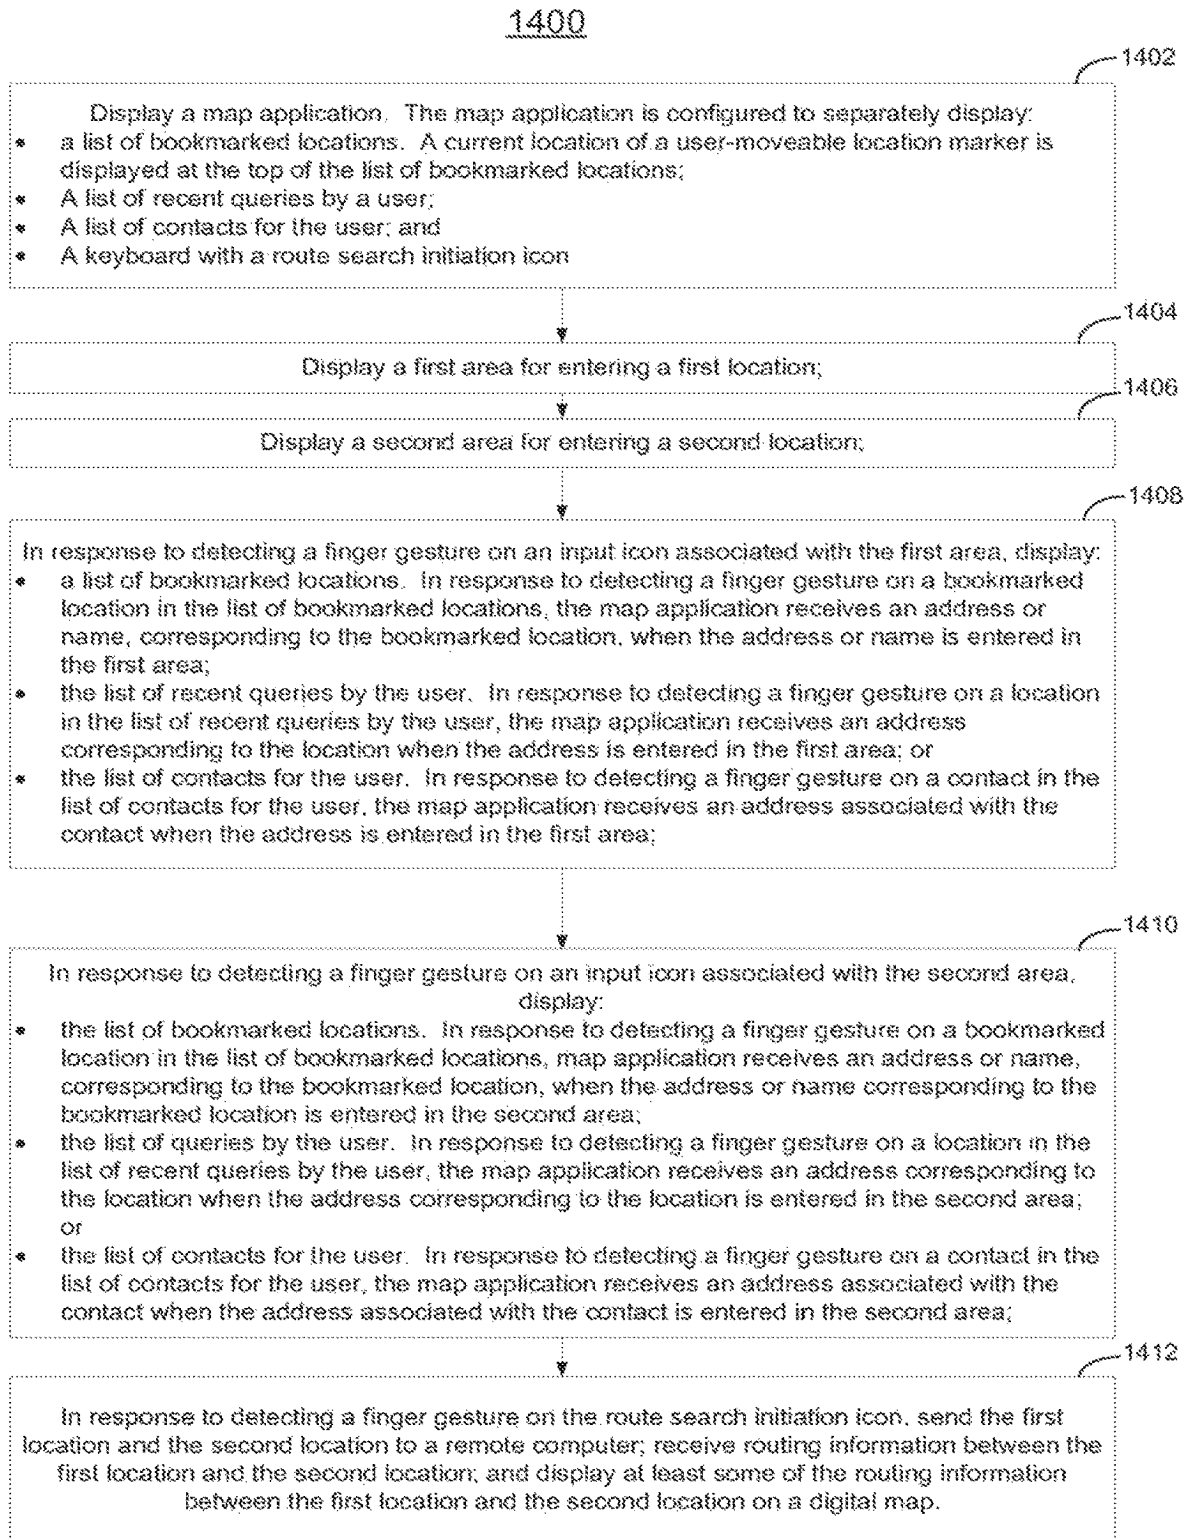 1400
1402
Display a map application. The map application is configured to separately display:
• a list of bookmarked locations. A current location of a user-moveable location marker is
displayed at the top of the list of bookmarked locations;
• A list of recent queries by a user;
• A list of contacts for the user; and
• A keyboard with a route search initiation icon
1404
Display a first area for entering a first location;
1406
Display a second area for entering a second location;
1408
In response to detecting a finger gesture on an input icon associated with the first area, display:
• a list of bookmarked locations. In response to detecting a finger gesture on a bookmarked
location in the list of bookmarked locations, the map application receives an address or
name, corresponding to the bookmarked location, when the address or name is entered in
the first area;
• the list of recent queries by the user. In response to detecting a finger gesture on a location
in the list of recent queries by the user, the map application receives an address
corresponding to the location when the address is entered in the first area; or
• the list of contacts for the user. In response to detecting a finger gesture on a contact in the
list of contacts for the user, the map application receives an address associated with the
contact when the address is entered in the first area;
1410
In response to detecting a finger gesture on an input icon associated with the second area,
display:
• the list of bookmarked locations. In response to detecting a finger gesture on a bookmarked
location in the list of bookmarked locations, map application receives an address or name,
corresponding to the bookmarked location, when the address or name corresponding to the
bookmarked location is entered in the second area;
• the list of queries by the user. In response to detecting a finger gesture on a location in the
list of recent queries by the user, the map application receives an address corresponding to
the location when the address corresponding to the location is entered in the second area;
or
• the list of contacts for the user. In response to detecting a finger gesture on a contact in the
list of contacts for the user, the map application receives an address associated with the
contact when the address associated with the contact is entered in the second area;
1412
In response to detecting a finger gesture on the route search initiation icon, send the first
location and the second location to a remote computer; receive routing information between the
first location and the second location; and display at least some of the routing information
between the first location and the second location on a digital map.